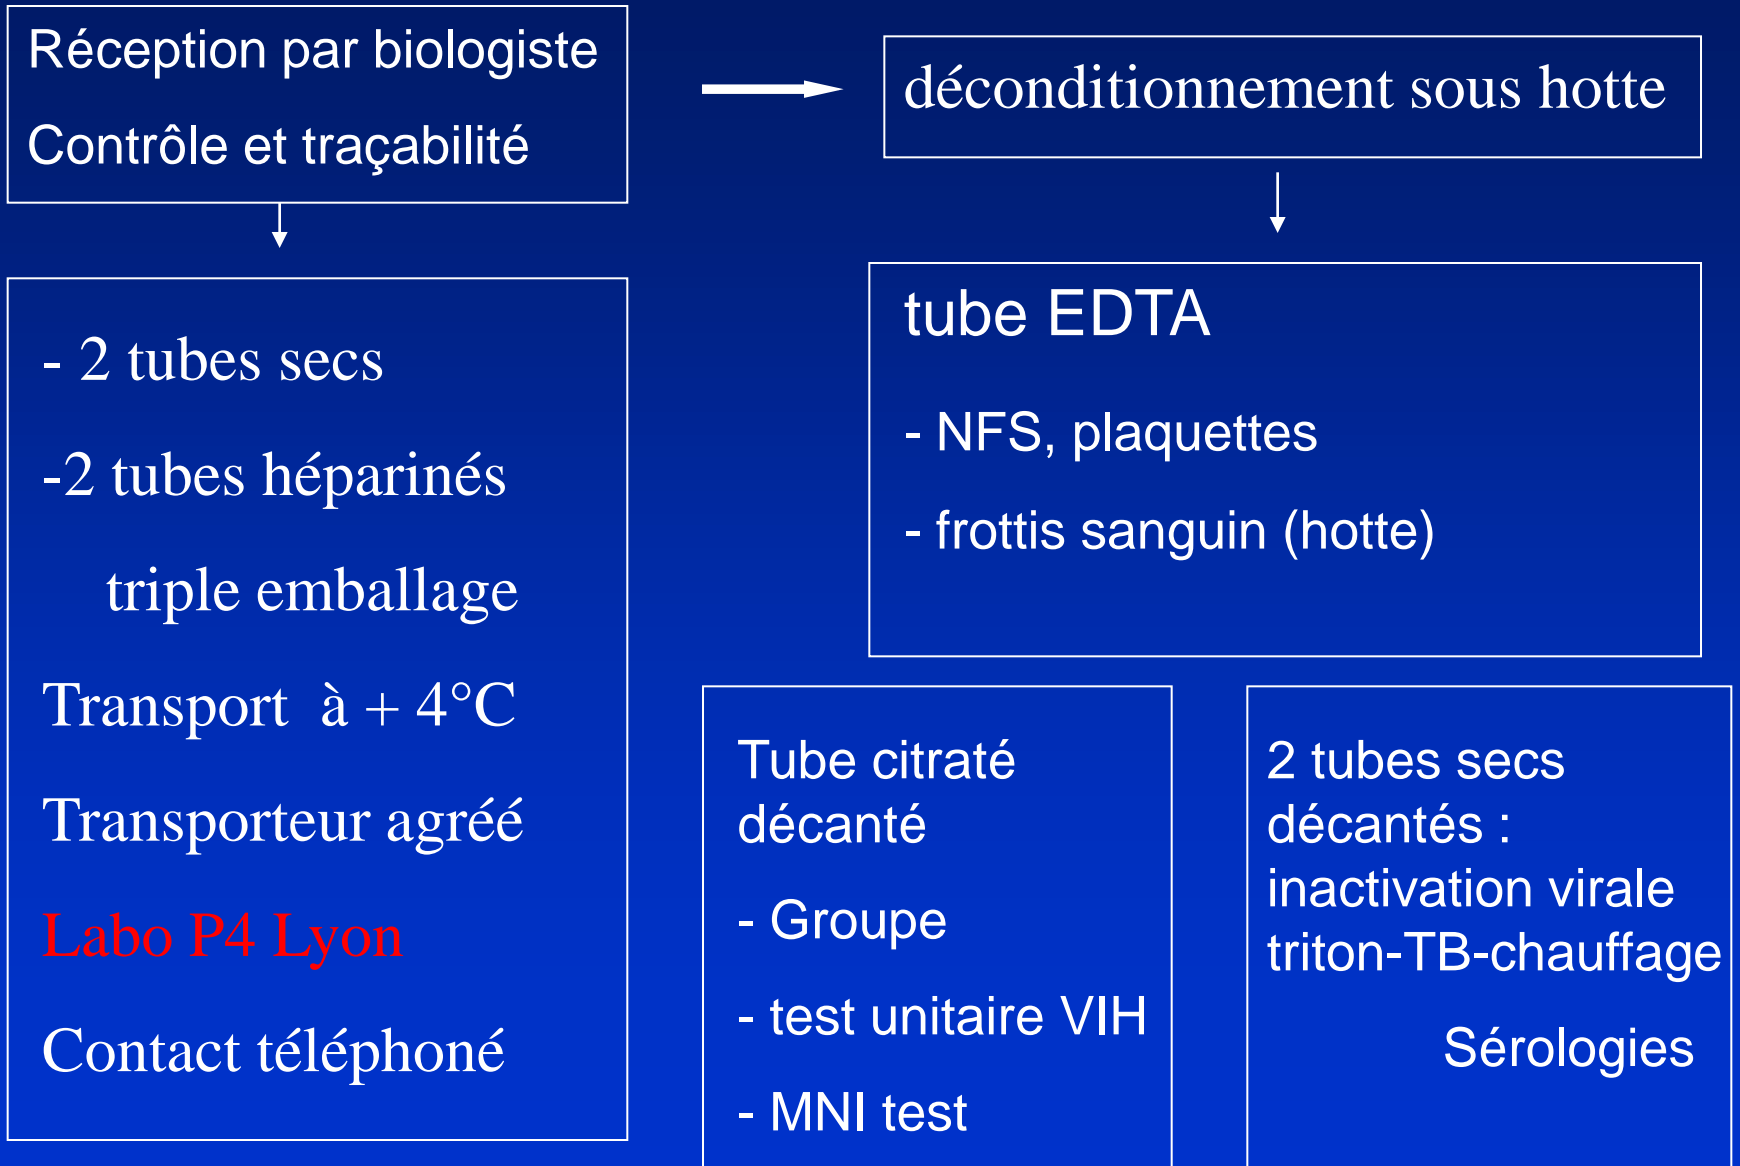 Réception par biologiste
Contrôle et traçabilité
déconditionnement sous hotte
- 2 tubes secs
-2 tubes héparinés
triple emballage
Transport à + 4°C
Transporteur agréé
Labo P4 Lyon
Contact téléphoné
tube EDTA
- NFS, plaquettes
- frottis sanguin (hotte)
Tube citraté
décanté
- Groupe
- test unitaire VIH
- MNI test
2 tubes secs
décantés :
inactivation virale
triton-TB-chauffage
Sérologies